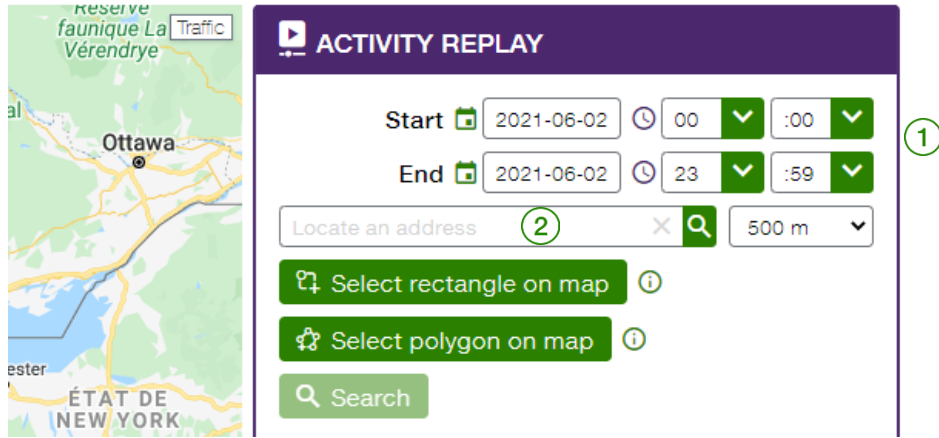 Réserve
faunique La
Vérendrye
Traffic
al
Ottawa
ester
ÉTAT DE
NEW YORK
ACTIVITY REPLAY
Start 2021-06-02 00 :00
1
End 2021-06-02 23 :59
Locate an address 2 500 m
Select rectangle on map
Select polygon on map
Search